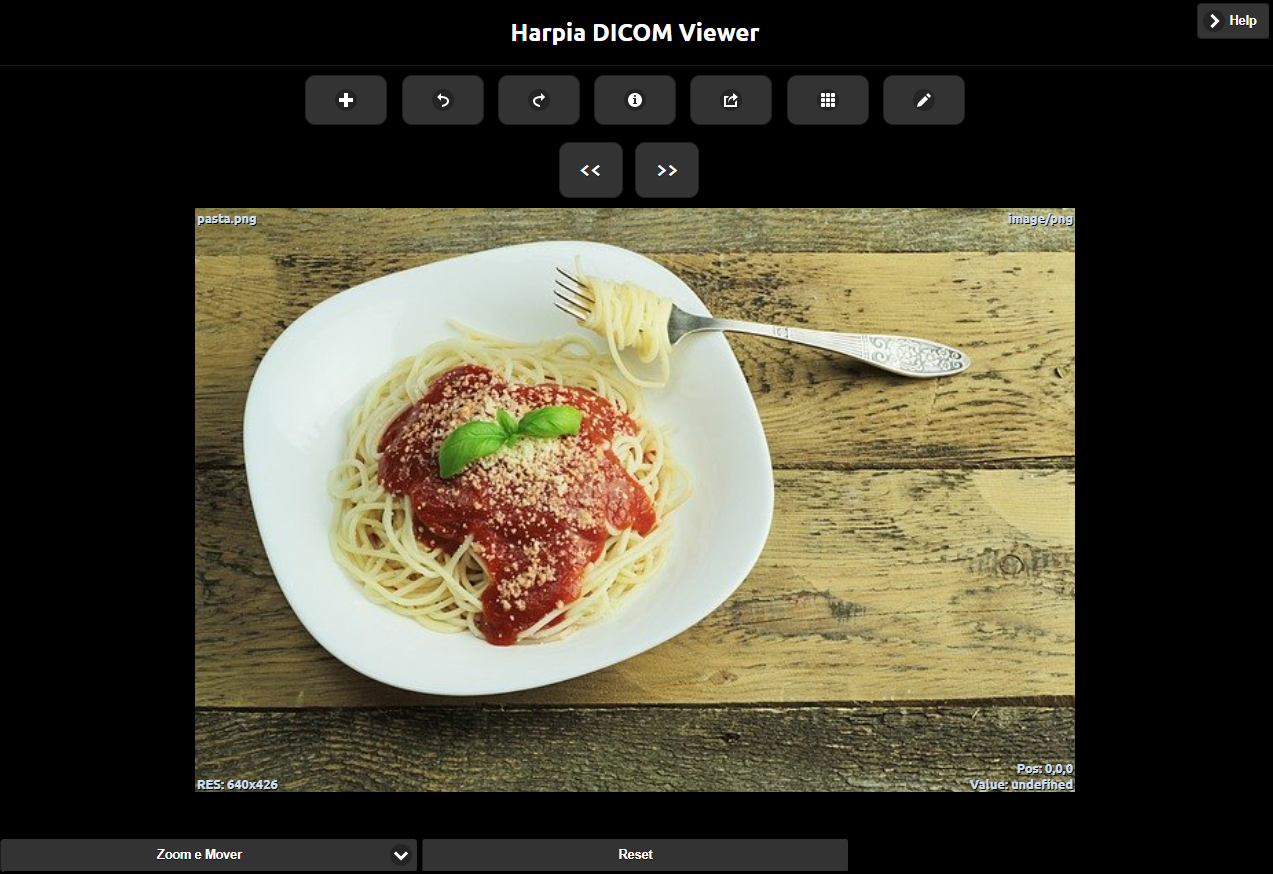 Harpia DICOM Viewer
Help
<< >>
pasta.png
image/png
RES: 640x426
Pos: 0,0,0
Value: undefined
Zoom e Mover
Reset